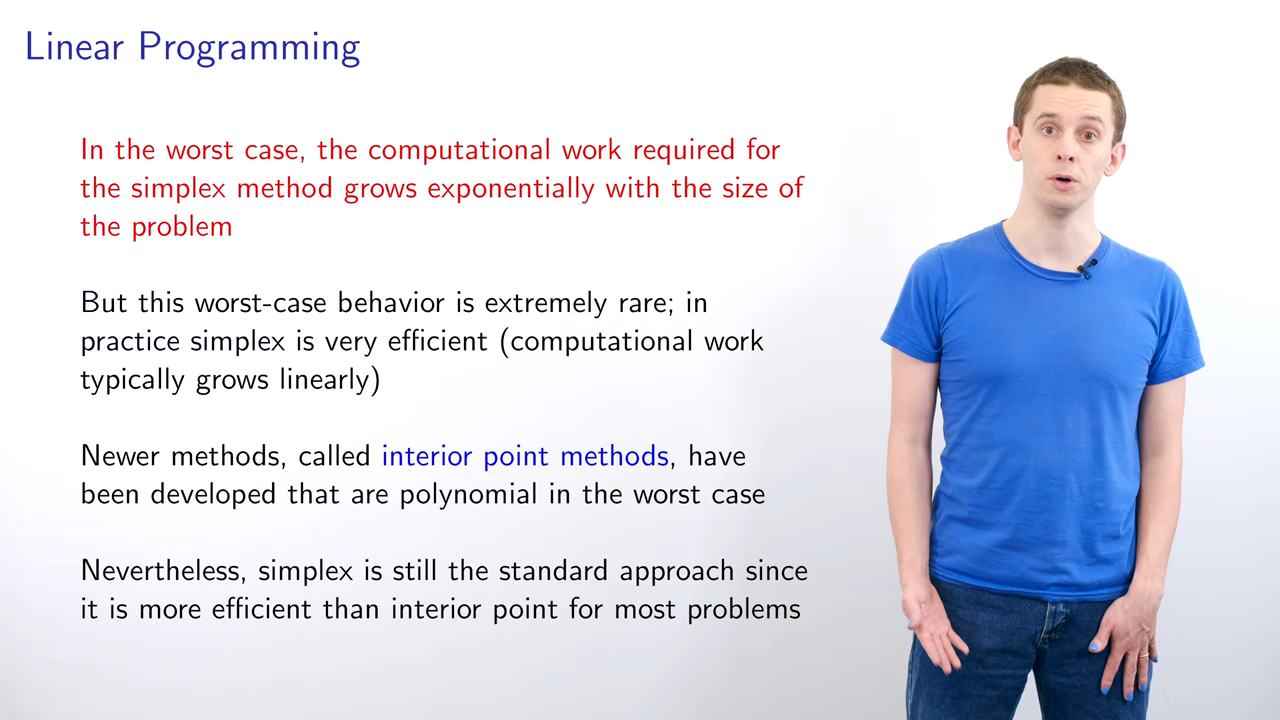 Linear Programming
In the worst case, the computational work required for
the simplex method grows exponentially with the size of
the problem
But this worst-case behavior is extremely rare; in
practice simplex is very efficient (computational work
typically grows linearly)
Newer methods, called interior point methods, have
been developed that are polynomial in the worst case
Nevertheless, simplex is still the standard approach since
it is more efficient than interior point for most problems